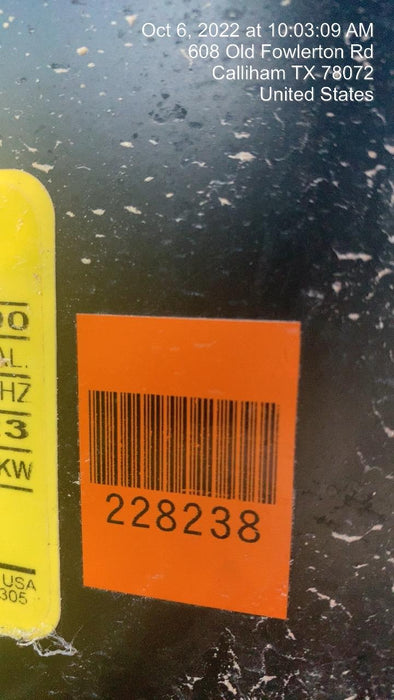 Oct 6, 2022 at 10:03:09 AM
608 Old Fowlerton Rd
Calliham TX 78072
United States
00
AL.
HZ
3
KW
USA
305
228238